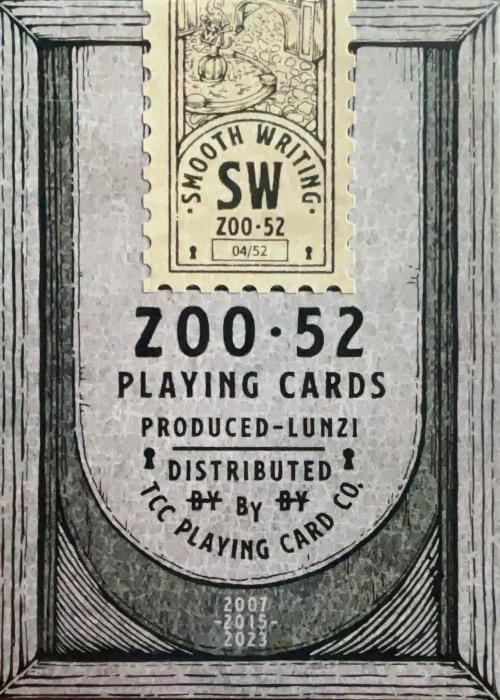 ·SMOOTH WRITING·
SW
ZOO·52
04/52
ZOO·52
PLAYING CARDS
PRODUCED-LUNZI
DISTRIBUTED
BY By BY
TCC PLAYING CARD CO.
2007
-2015-
2023